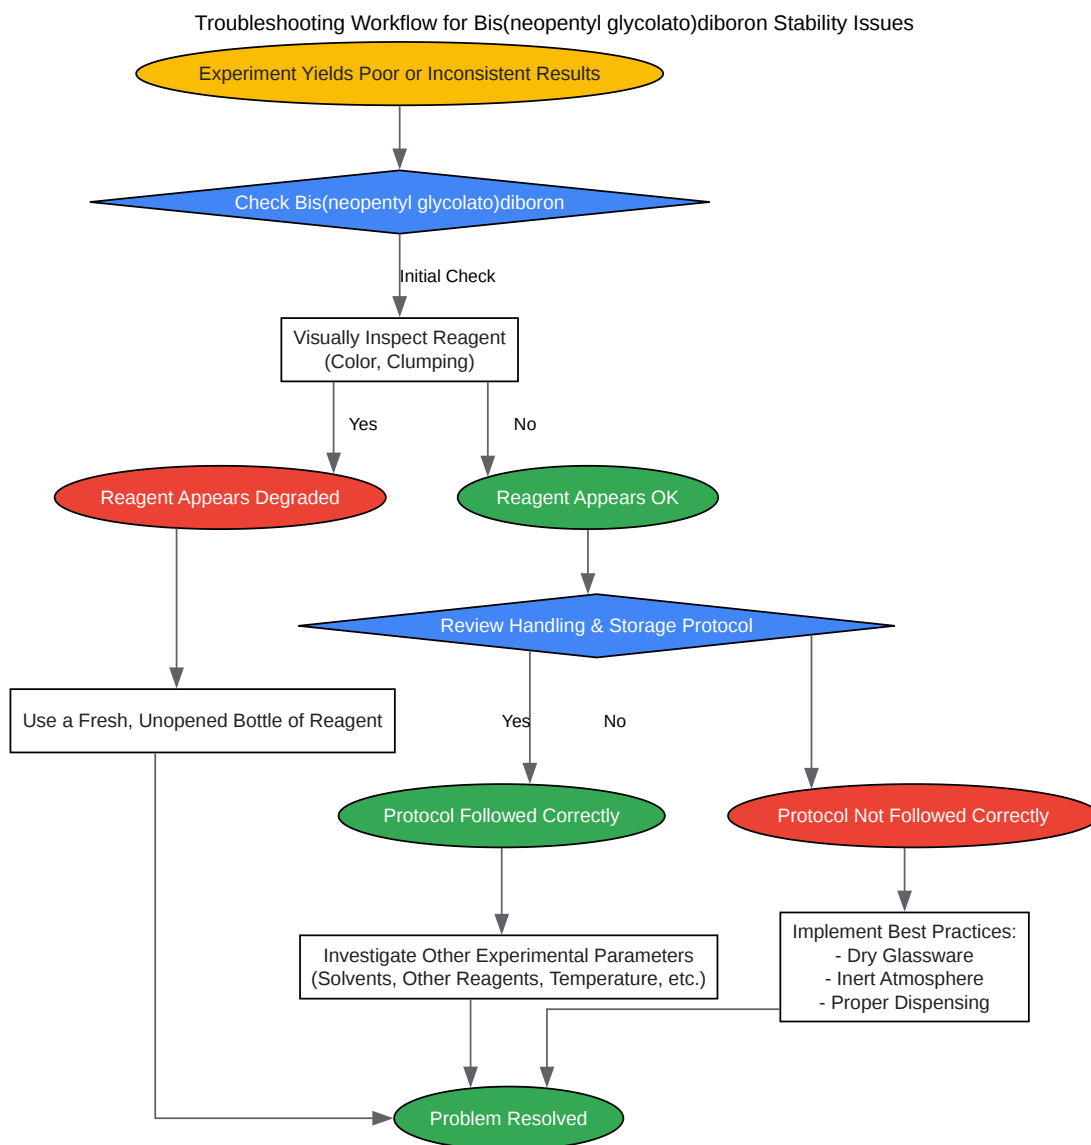 Troubleshooting Workflow for Bis(neopentyl glycolato)diboron Stability Issues
Experiment Yields Poor or Inconsistent Results
Check Bis(neopentyl glycolato)diboron
Initial Check
Visually Inspect Reagent
(Color, Clumping)
Yes
No
Reagent Appears Degraded
Reagent Appears OK
Review Handling & Storage Protocol
Use a Fresh, Unopened Bottle of Reagent
Yes
No
Protocol Followed Correctly
Protocol Not Followed Correctly
Investigate Other Experimental Parameters
(Solvents, Other Reagents, Temperature, etc.)
Implement Best Practices:
- Dry Glassware
- Inert Atmosphere
- Proper Dispensing
Problem Resolved